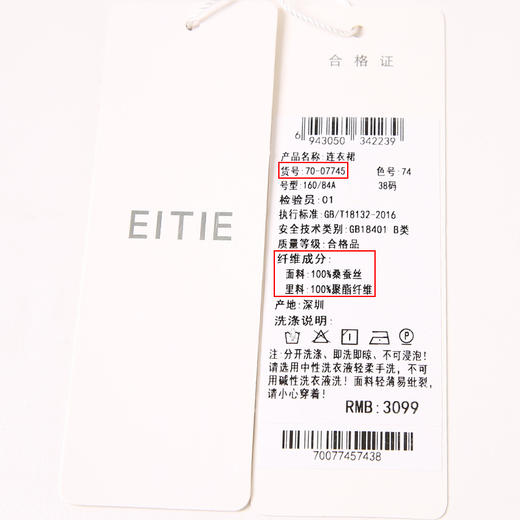 EITIE
合格证
6 943050 342239
产品名称 连衣裙
货号:70-07745 色号:74
号型:160/84A 38码
检验员:01
执行标准:GB/T18132-2016
安全技术类别:GB18401 B类
质量等级:合格品
纤维成分:
面料:100%桑蚕丝
里料:100%聚酯纤维
产地:深圳
洗涤说明:
注:分开洗涤、即洗即晾、不可浸泡!
请选用中性洗衣液轻柔手洗,不可
用碱性洗衣液洗!面料轻薄易纰裂,
请小心穿着!
RMB:3099
70077457438